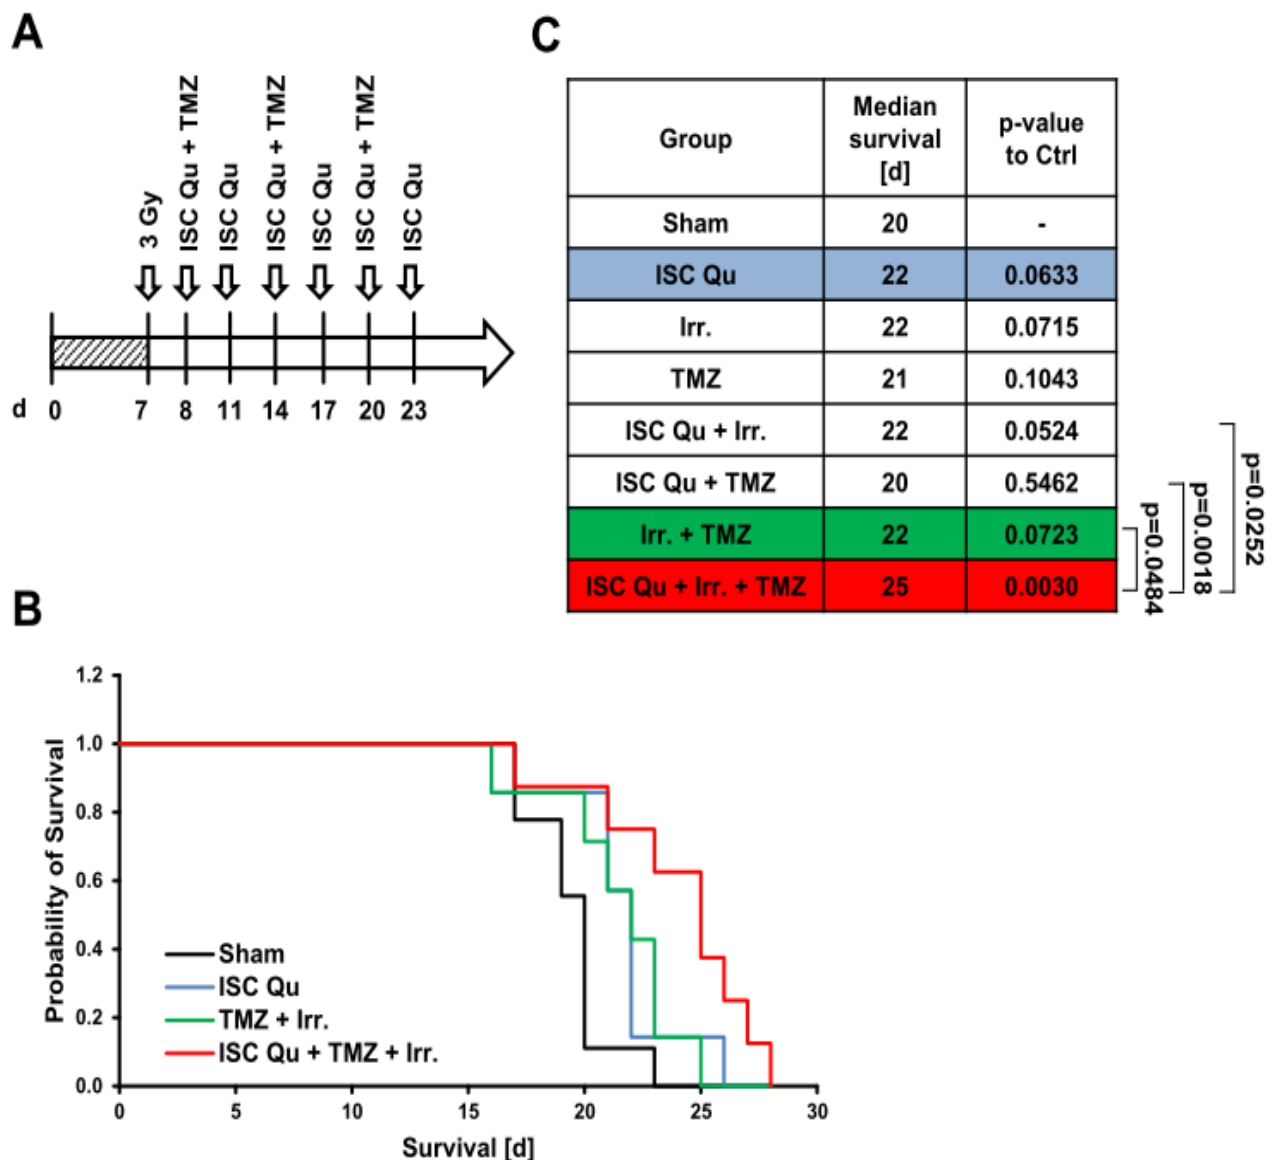 A
3 Gy
ISC Qu + TMZ
ISC Qu
ISC Qu + TMZ
ISC Qu
ISC Qu + TMZ
ISC Qu
d 0 7 8 11 14 17 20 23
C
Group Median survival [d] p-value to Ctrl
Sham 20 -
ISC Qu 22 0.0633
Irr. 22 0.0715
TMZ 21 0.1043
ISC Qu + Irr. 22 0.0524
ISC Qu + TMZ 20 0.5462
Irr. + TMZ 22 0.0723
ISC Qu + Irr. + TMZ 25 0.0030
p=0.0484
p=0.0018
p=0.0252
B
Probability of Survival
1.2
1.0
0.8
0.6
0.4
0.2
0.0
Sham
ISC Qu
TMZ + Irr.
ISC Qu + TMZ + Irr.
0 5 10 15 20 25 30
Survival [d]